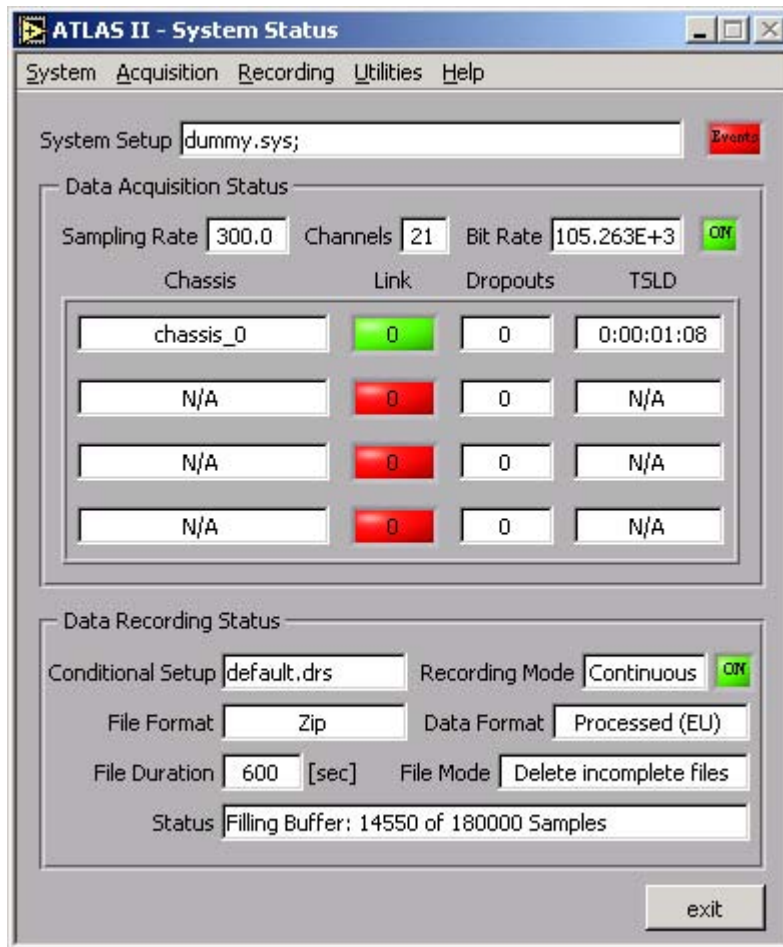 ATLAS II - System Status
System Acquisition Recording Utilities Help
System Setup dummy.sys; Events
Data Acquisition Status
Sampling Rate 300.0 Channels 21 Bit Rate 105.263E+3 ON
Chassis Link Dropouts TSLD
chassis_0 0 0 0:00:01:08
N/A 0 0 N/A
N/A 0 0 N/A
N/A 0 0 N/A
Data Recording Status
Conditional Setup default.drs Recording Mode Continuous ON
File Format Zip Data Format Processed (EU)
File Duration 600 [sec] File Mode Delete incomplete files
Status Filling Buffer: 14550 of 180000 Samples
exit